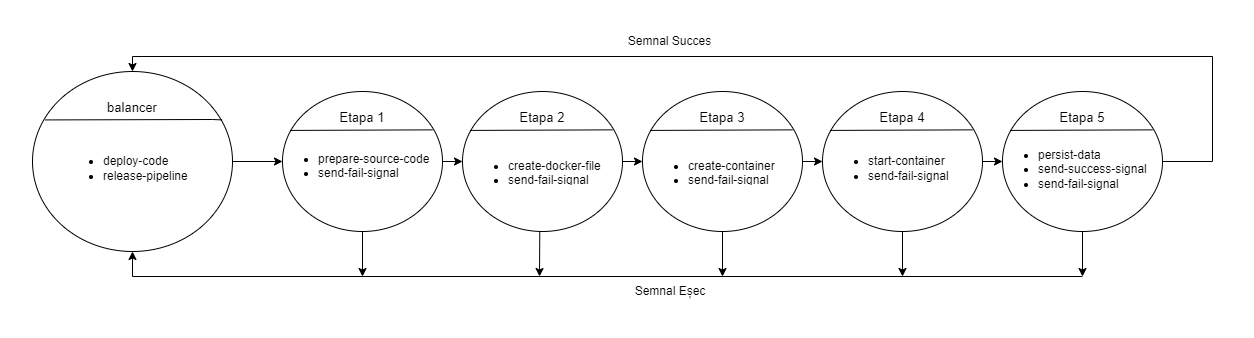 Semnal Succes
balancer
deploy-code
release-pipeline
Etapa 1
prepare-source-code
send-fail-signal
Etapa 2
create-docker-file
send-fail-signal
Etapa 3
create-container
send-fail-signal
Etapa 4
start-container
send-fail-signal
Etapa 5
persist-data
send-success-signal
send-fail-signal
Semnal Eșec